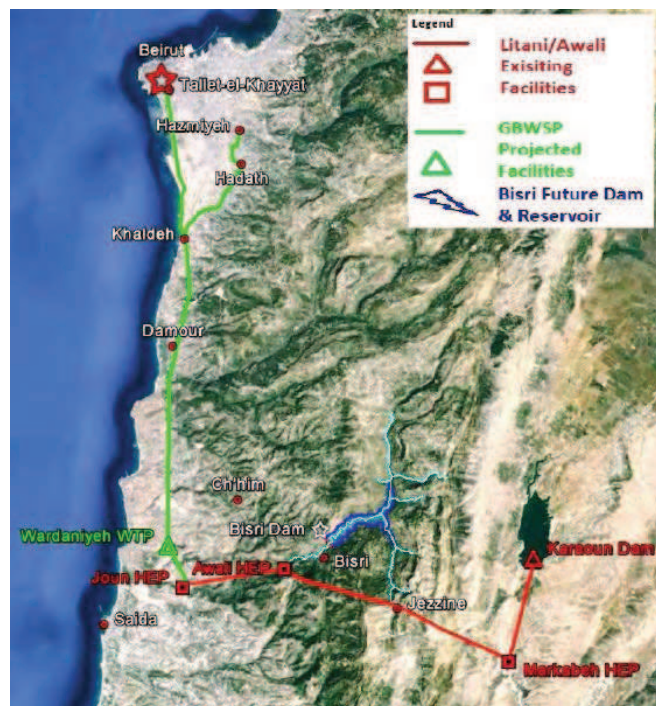 Legend
Litani/Awali
Exisiting
Facilities
GBWSP
Projected
Facilities
Bisri Future Dam
& Reservoir
Beirut
Tallet-el-Khayyat
Hazmiyeh
Hadath
Khaldeh
Damour
Ch'him
Bisri Dam
Wardaniyeh WTP
Awali HEP
Bisri
Karaoun Dam
Joun HEP
Jezzine
Saida
Markabeh HEP